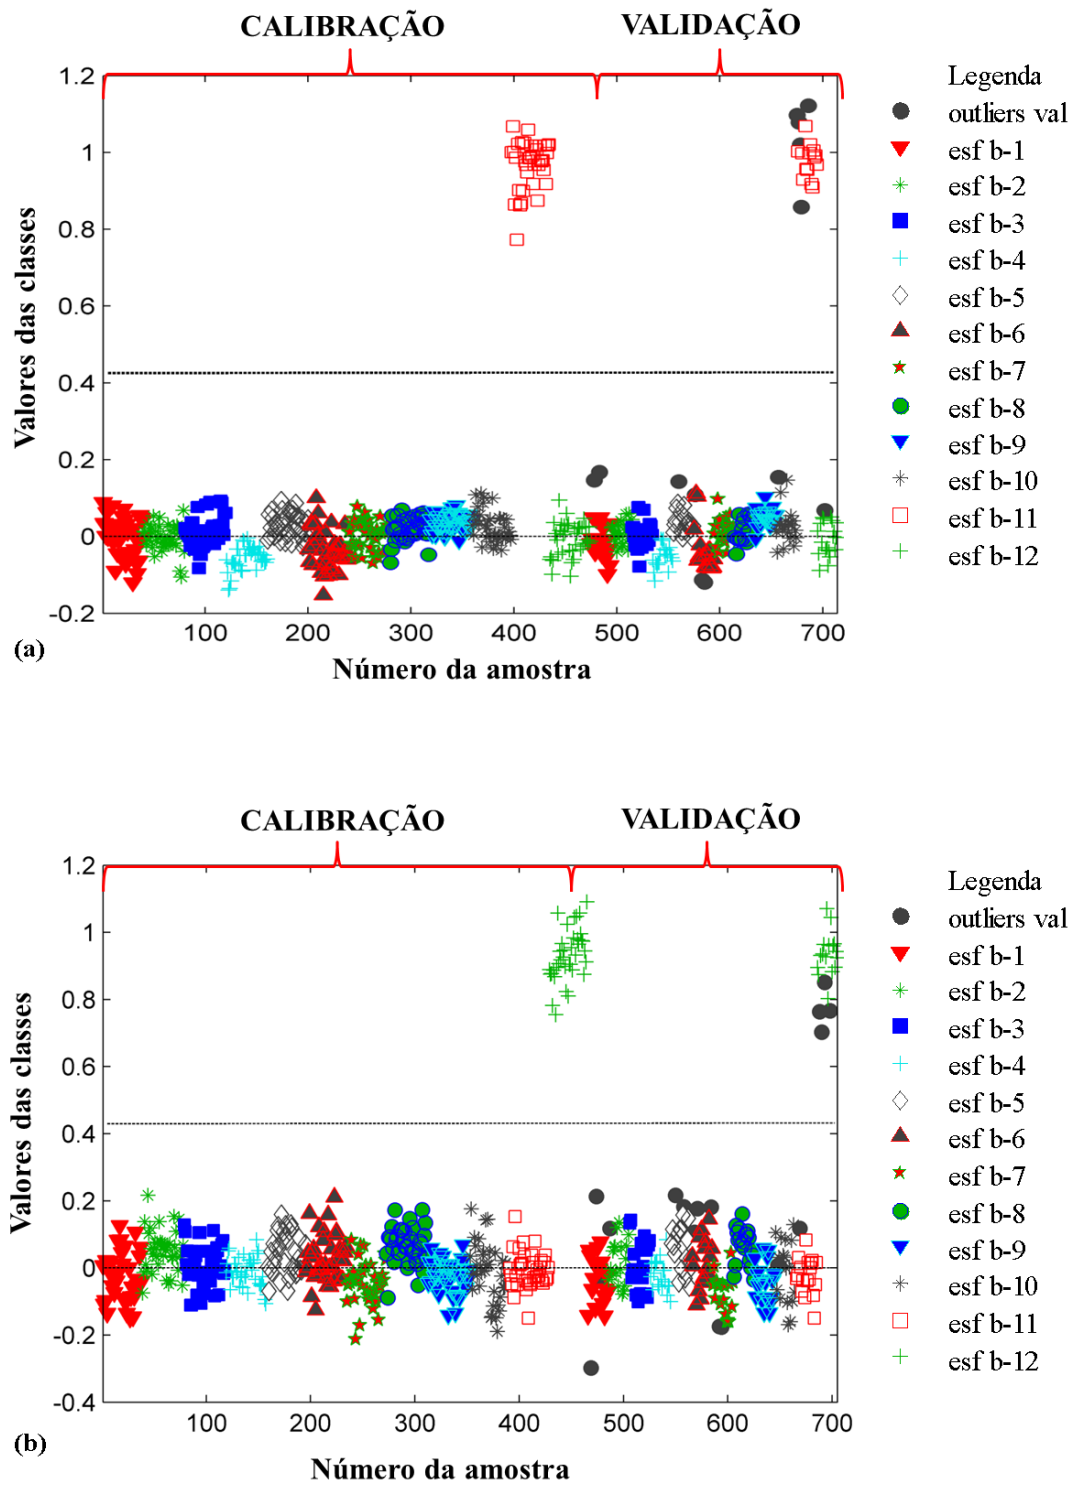 CALIBRAÇÃO VALIDAÇÃO
1.2
1
0.8
0.6
0.4
0.2
0
-0.2
Valores das classes
100 200 300 400 500 600 700
Número da amostra
(a)
Legenda
outliers val
esf b-1
esf b-2
esf b-3
esf b-4
esf b-5
esf b-6
esf b-7
esf b-8
esf b-9
esf b-10
esf b-11
esf b-12
CALIBRAÇÃO VALIDAÇÃO
1.2
1
0.8
0.6
0.4
0.2
0
-0.2
-0.4
Valores das classes
100 200 300 400 500 600 700
Número da amostra
(b)
Legenda
outliers val
esf b-1
esf b-2
esf b-3
esf b-4
esf b-5
esf b-6
esf b-7
esf b-8
esf b-9
esf b-10
esf b-11
esf b-12